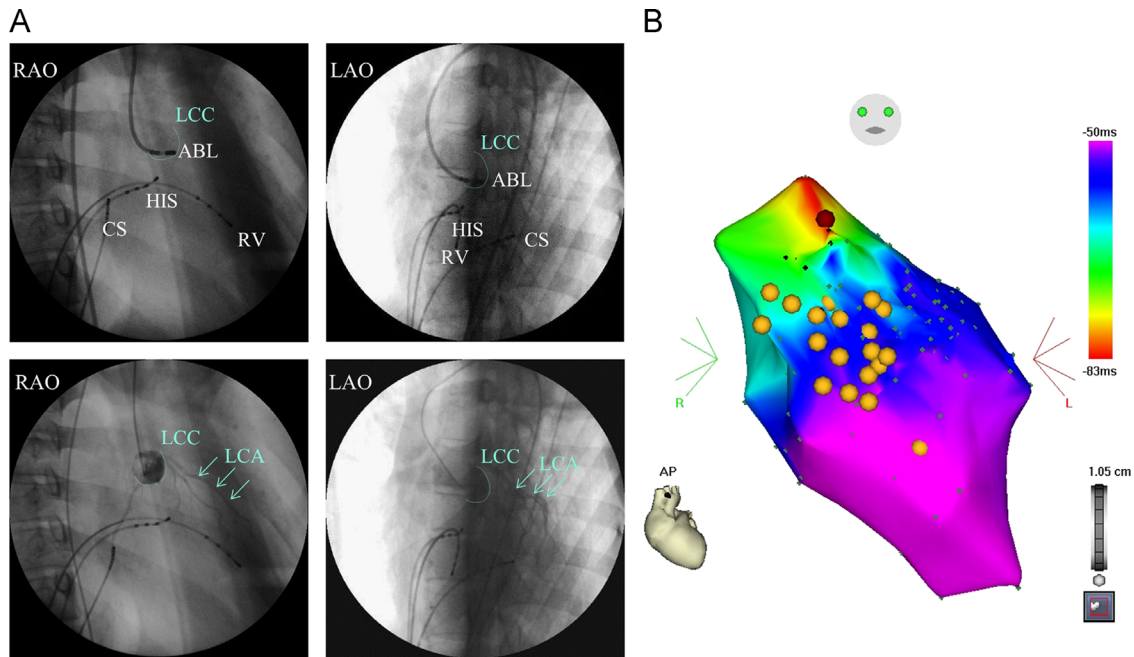 A
RAO
LCC
ABL
HIS
CS
RV
LAO
LCC
ABL
HIS
CS
RV
RAO
LCC
LCA
LAO
LCC
LCA
B
-50ms
-83ms
R
L
AP
1.05 cm